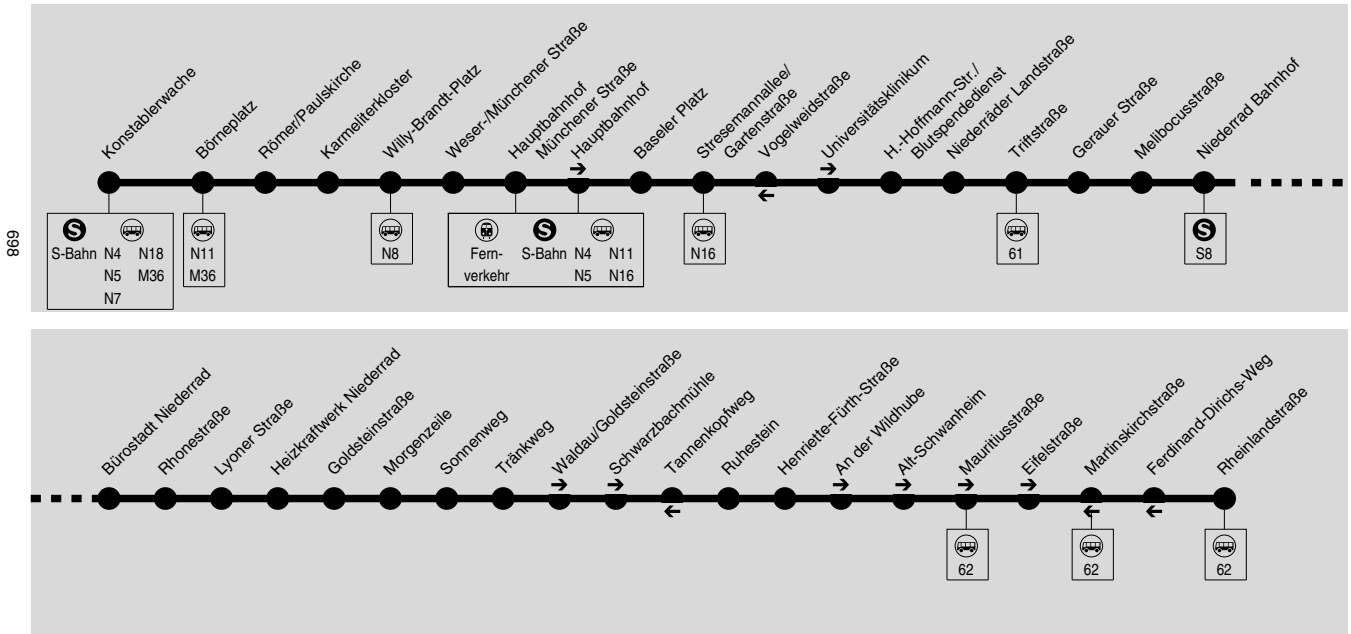 Konstablerwache
Börneplatz
Römer/Paulskirche
Karmeliterkloster
Willy-Brandt-Platz
Weser-/Münchener Straße
Hauptbahnhof
Münchener Straße
Hauptbahnhof
Baseler Platz
Stresemannallee/
Gartenstraße
Vogelweidstraße
Universitätsklinikum
H.-Hoffmann-Str./
Blutspendedienst
Niederräder Landstraße
Triftstraße
Gerauer Straße
Melibocusstraße
Niederrad Bahnhof
S
S-Bahn N4 N18
N5 M36
N7
N11
M36
N8
S
Fern- S-Bahn N4 N11
verkehr N5 N16
N16
61
S
S8
869
Bürostadt Niederrad
Rhonestraße
Lyoner Straße
Heizkraftwerk Niederrad
Goldsteinstraße
Morgenzeile
Sonnenweg
Tränkweg
Waldau/Goldsteinstraße
Schwarzbachmühle
Tannenkopfweg
Ruhestein
Henriette-Fürth-Straße
An der Wildhube
Alt-Schwanheim
Mauritiusstraße
Eifelstraße
Martinskirchstraße
Ferdinand-Dirichs-Weg
Rheinlandstraße
62
62
62